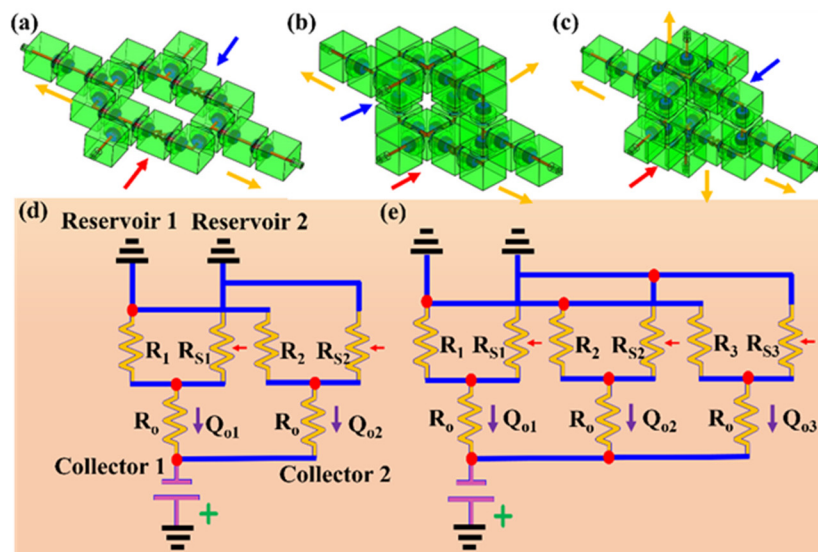 (a)
(b)
(c)
(d)
Reservoir 1 Reservoir 2
R1 RS1 R2 RS2
Ro Qo1 Ro Qo2
Collector 1
Collector 2
+
(e)
R1 RS1 R2 RS2 R3 RS3
Ro Qo1 Ro Qo2 Ro Qo3
+